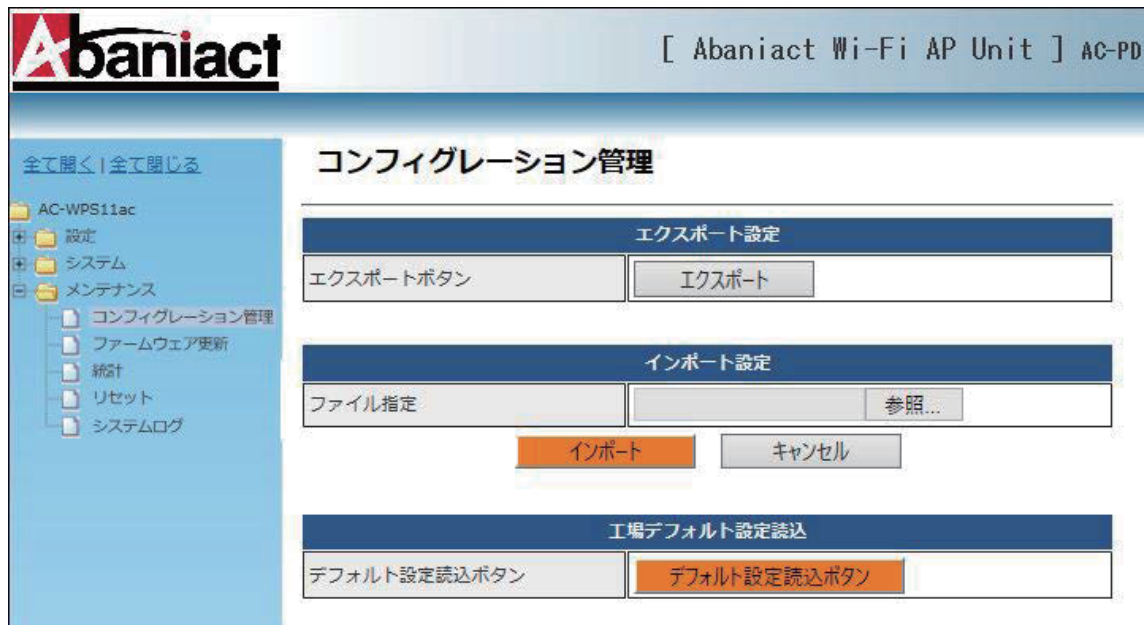 Abaniact
[ Abaniact Wi-Fi AP Unit ] AC-PD
全て開く | 全て閉じる
AC-WPS11ac
設定
システム
メンテナンス
コンフィグレーション管理
ファームウェア更新
統計
リセット
システムログ
コンフィグレーション管理
エクスポート設定
エクスポートボタン
エクスポート
インポート設定
ファイル指定
参照...
インポート
キャンセル
工場デフォルト設定読込
デフォルト設定読込ボタン
デフォルト設定読込ボタン